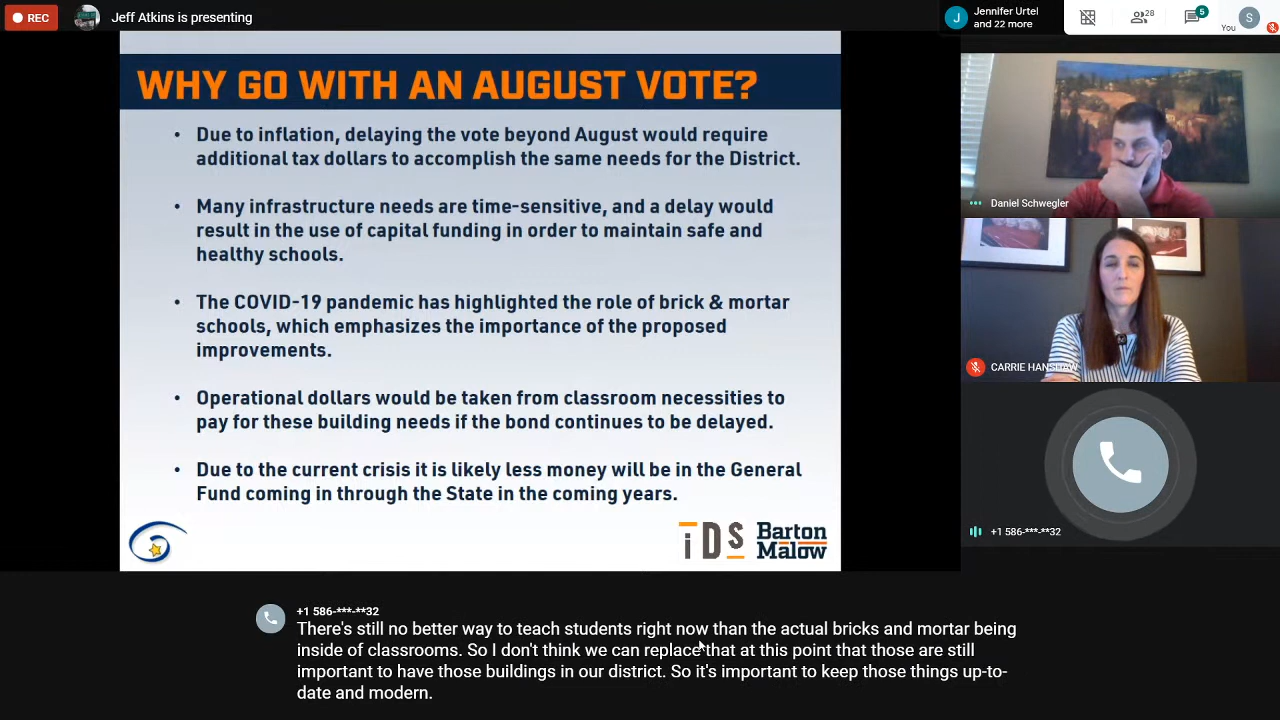 REC
Jeff Atkins is presenting
J
Jennifer Urtel
and 22 more
28
5
You
S
WHY GO WITH AN AUGUST VOTE?
• Due to inflation, delaying the vote beyond August would require
additional tax dollars to accomplish the same needs for the District.
• Many infrastructure needs are time-sensitive, and a delay would
result in the use of capital funding in order to maintain safe and
healthy schools.
• The COVID-19 pandemic has highlighted the role of brick & mortar
schools, which emphasizes the importance of the proposed
improvements.
• Operational dollars would be taken from classroom necessities to
pay for these building needs if the bond continues to be delayed.
• Due to the current crisis it is likely less money will be in the General
Fund coming in through the State in the coming years.
iDS
Barton
Malow
Daniel Schwegler
CARRIE HANSHAW
+1 586-***-**32
+1 586-***-**32
There's still no better way to teach students right now than the actual bricks and mortar being
inside of classrooms. So I don't think we can replace that at this point that those are still
important to have those buildings in our district. So it's important to keep those things up-to-
date and modern.